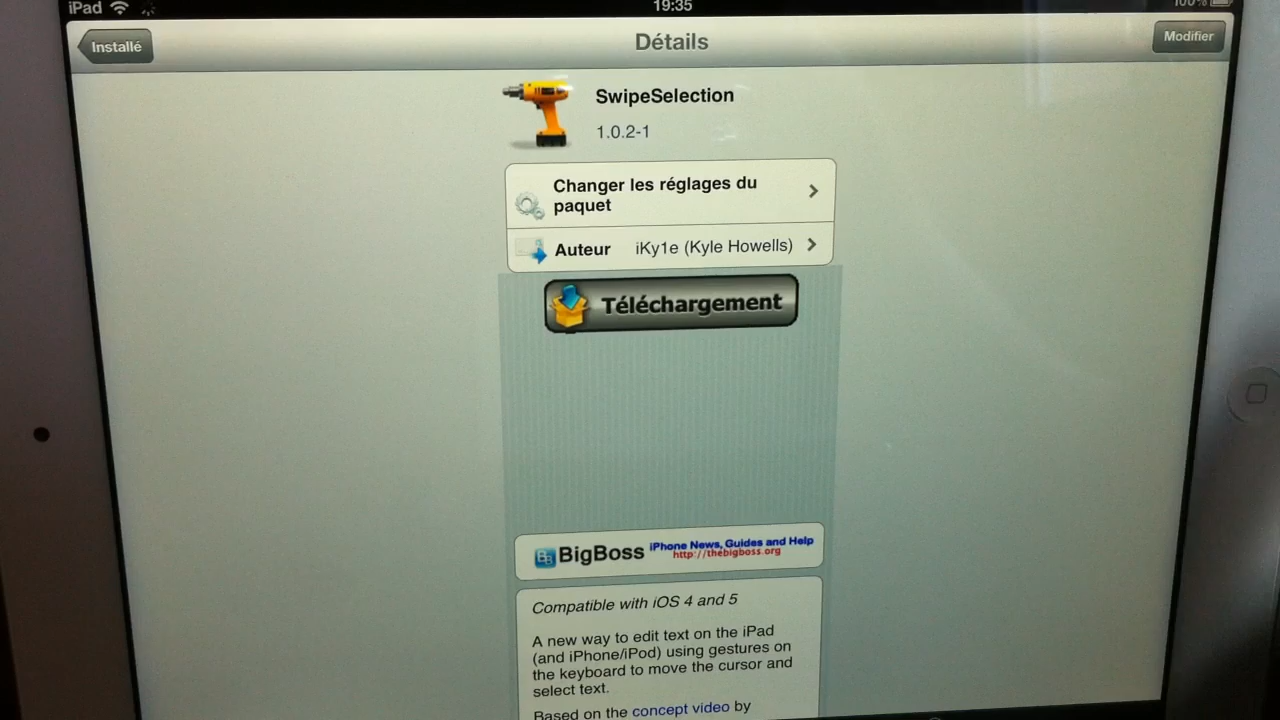 iPad
19:35
100%
Installé
Détails
Modifier
SwipeSelection
1.0.2-1
Changer les réglages du
paquet
Auteur iKy1e (Kyle Howells)
Téléchargement
BigBoss iPhone News, Guides and Help
http://thebigboss.org
Compatible with iOS 4 and 5
A new way to edit text on the iPad
(and iPhone/iPod) using gestures on
the keyboard to move the cursor and
select text.
Based on the concept video by